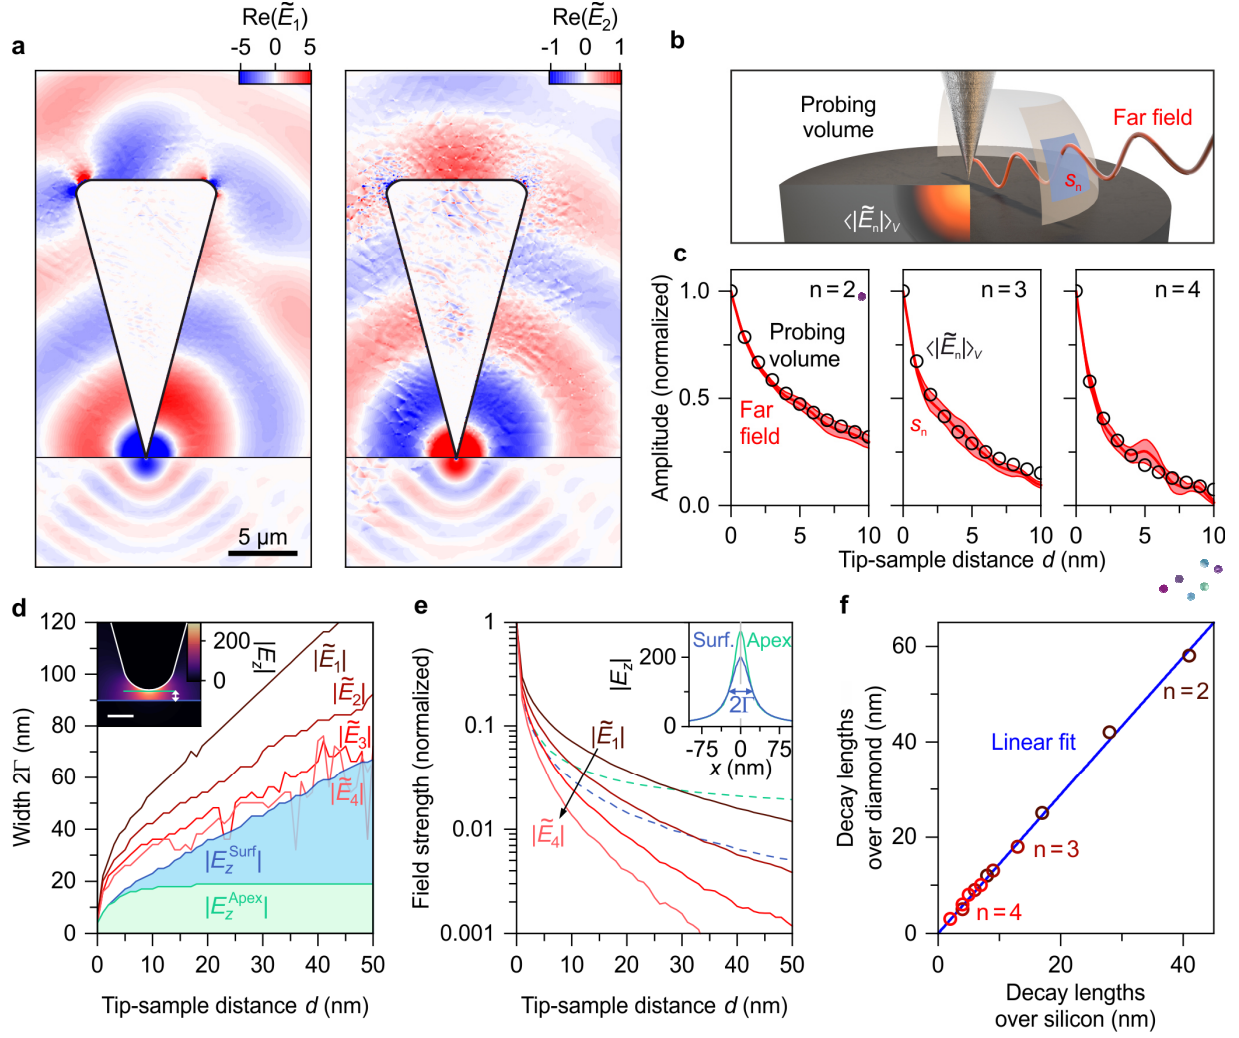 a
Re(Ẽ₁)
-5 0 5
Re(Ẽ₂)
-1 0 1
5 µm
b
Probing
volume
Far field
sₙ
⟨|Ẽₙ|⟩ᵥ
c
Amplitude (normalized)
1.0
0.5
0.0
n = 2
Probing
volume
Far
field
n = 3
⟨|Ẽₙ|⟩ᵥ
sₙ
n = 4
0 5 10
0 5 10
0 5 10
Tip-sample distance d (nm)
d
Width 2Γ (nm)
120
100
80
60
40
20
0
200
0
|E_z|
|Ẽ₁|
|Ẽ₂|
|Ẽ₃|
|Ẽ₄|
|E_z^Surf|
|E_z^Apex|
0 10 20 30 40 50
Tip-sample distance d (nm)
e
Field strength (normalized)
1
0.1
0.01
0.001
|E_z|
200
0
Surf. Apex
2Γ
-75 0 75
x (nm)
|Ẽ₁|
|Ẽ₄|
0 10 20 30 40 50
Tip-sample distance d (nm)
f
Decay lengths
over diamond (nm)
60
40
20
0
n = 2
Linear fit
n = 3
n = 4
0 20 40
Decay lengths
over silicon (nm)